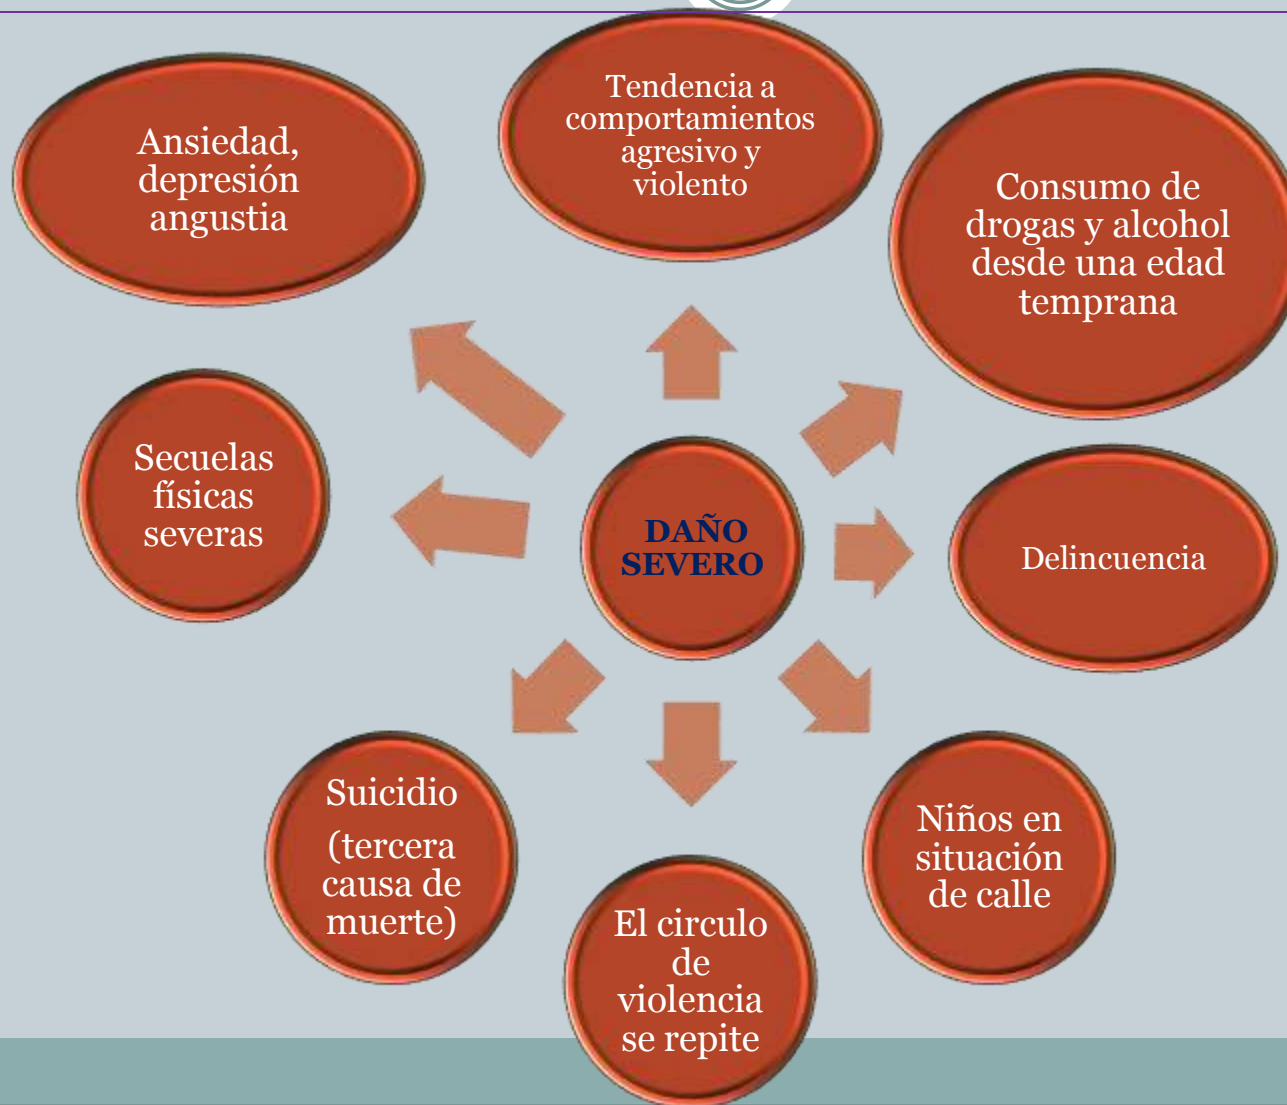 Ansiedad,
depresión
angustia
Tendencia a
comportamientos
agresivo y
violento
Consumo de
drogas y alcohol
desde una edad
temprana
Secuelas
físicas
severas
DAÑO
SEVERO
Delincuencia
Suicidio
(tercera
causa de
muerte)
El circulo
de
violencia
se repite
Niños en
situación
de calle